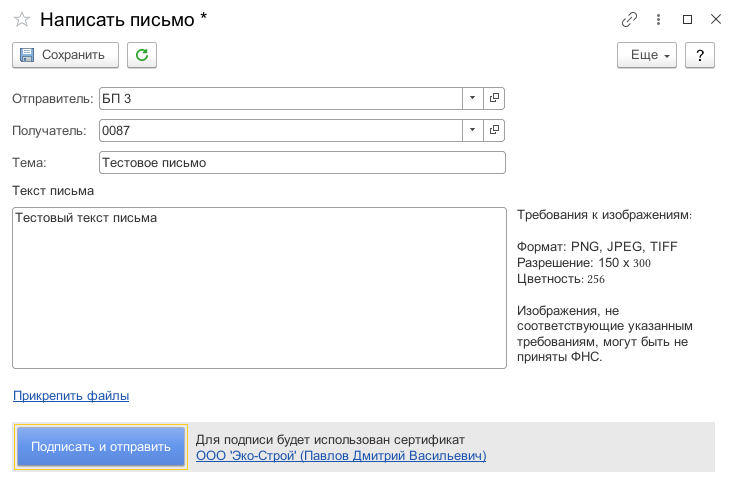 Написать письмо *
Сохранить
Еще
?
Отправитель: БП 3
Получатель: 0087
Тема: Тестовое письмо
Текст письма
Тестовый текст письма
Требования к изображениям:
Формат: PNG, JPEG, TIFF
Разрешение: 150 x 300
Цветность: 256
Изображения, не
соответствующие указанным
требованиям, могут быть не
приняты ФНС.
Прикрепить файлы
Подписать и отправить
Для подписи будет использован сертификат
ООО 'Эко-Строй' (Павлов Дмитрий Васильевич)